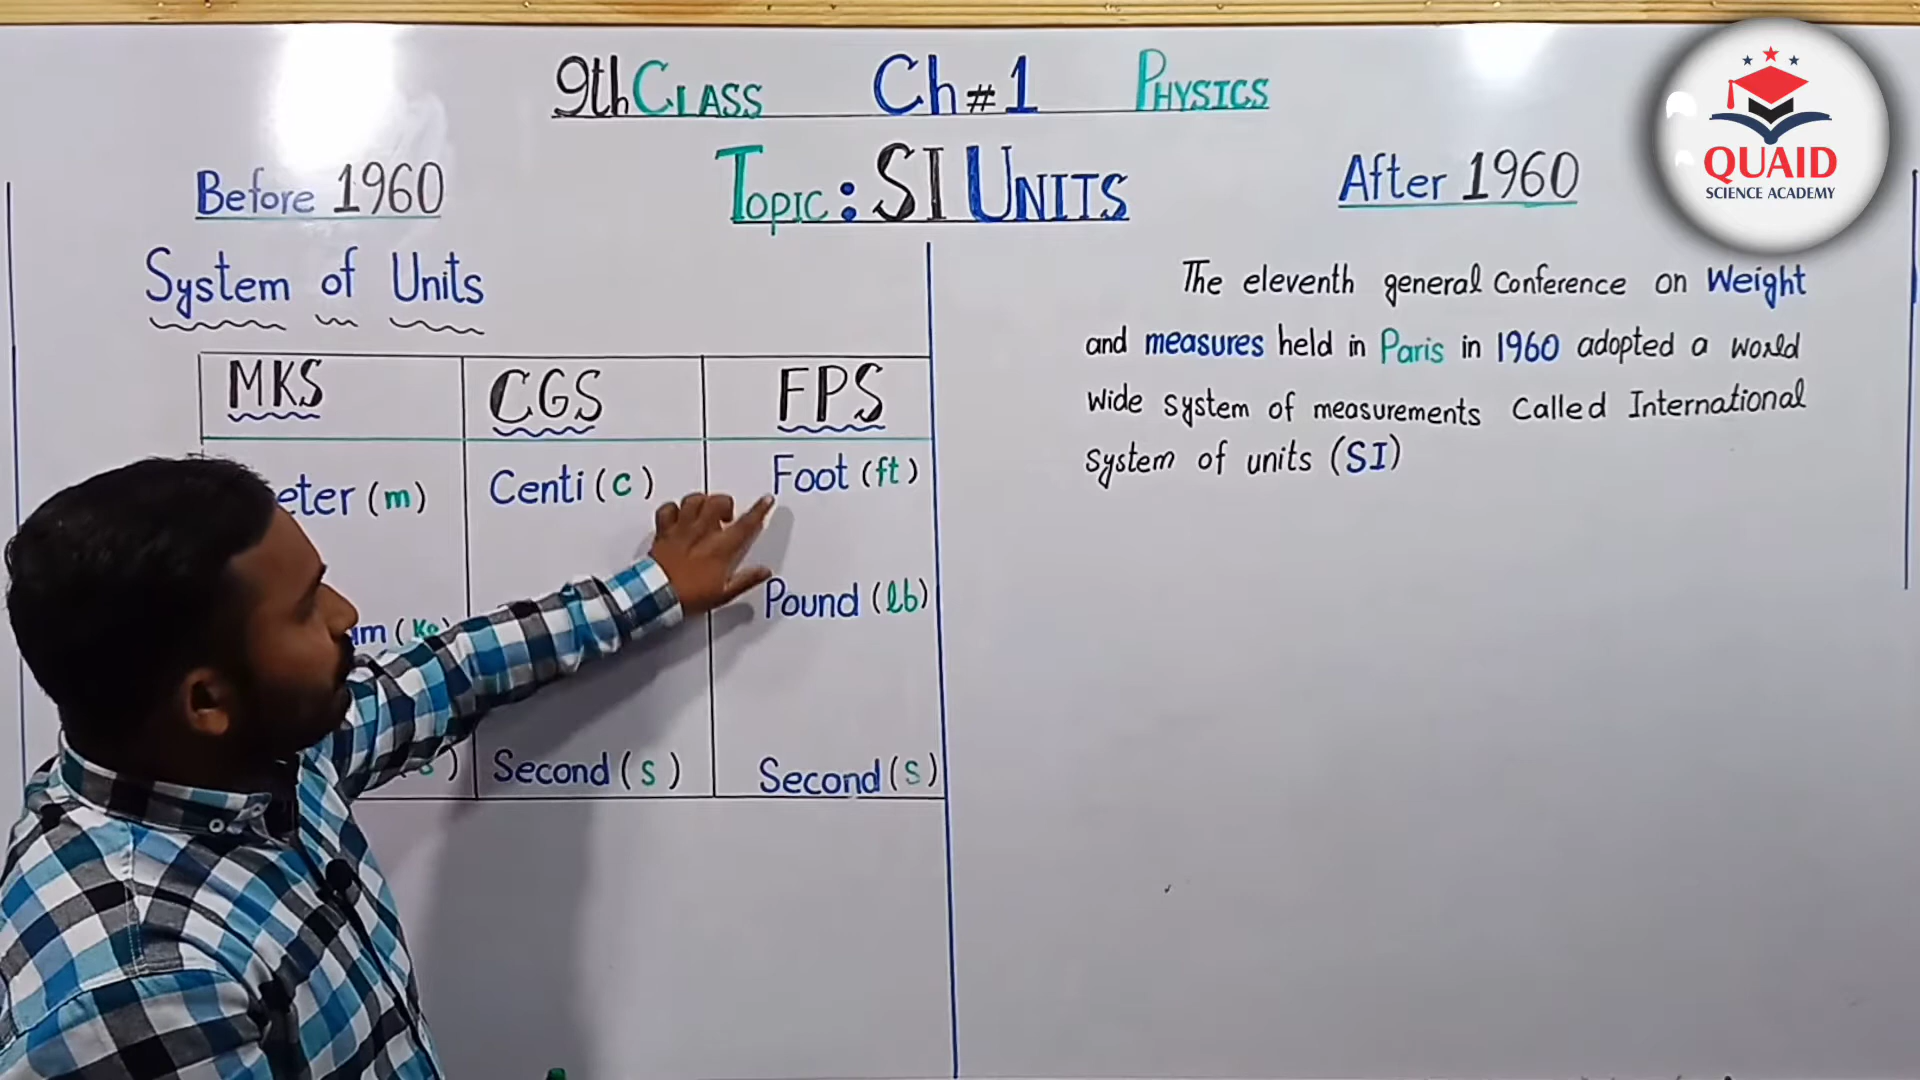 9th Class Ch # 1 Physics
Topic : SI Units
Before 1960
System of Units
MKS CGS FPS
(m) Centi (c) Foot (ft)
Pound (lb)
Second (s) Second (s)
After 1960
The eleventh general Conference on Weight
and measures held in Paris in 1960 adopted a world
wide system of measurements Called International
system of units (SI)
QUAID
SCIENCE ACADEMY